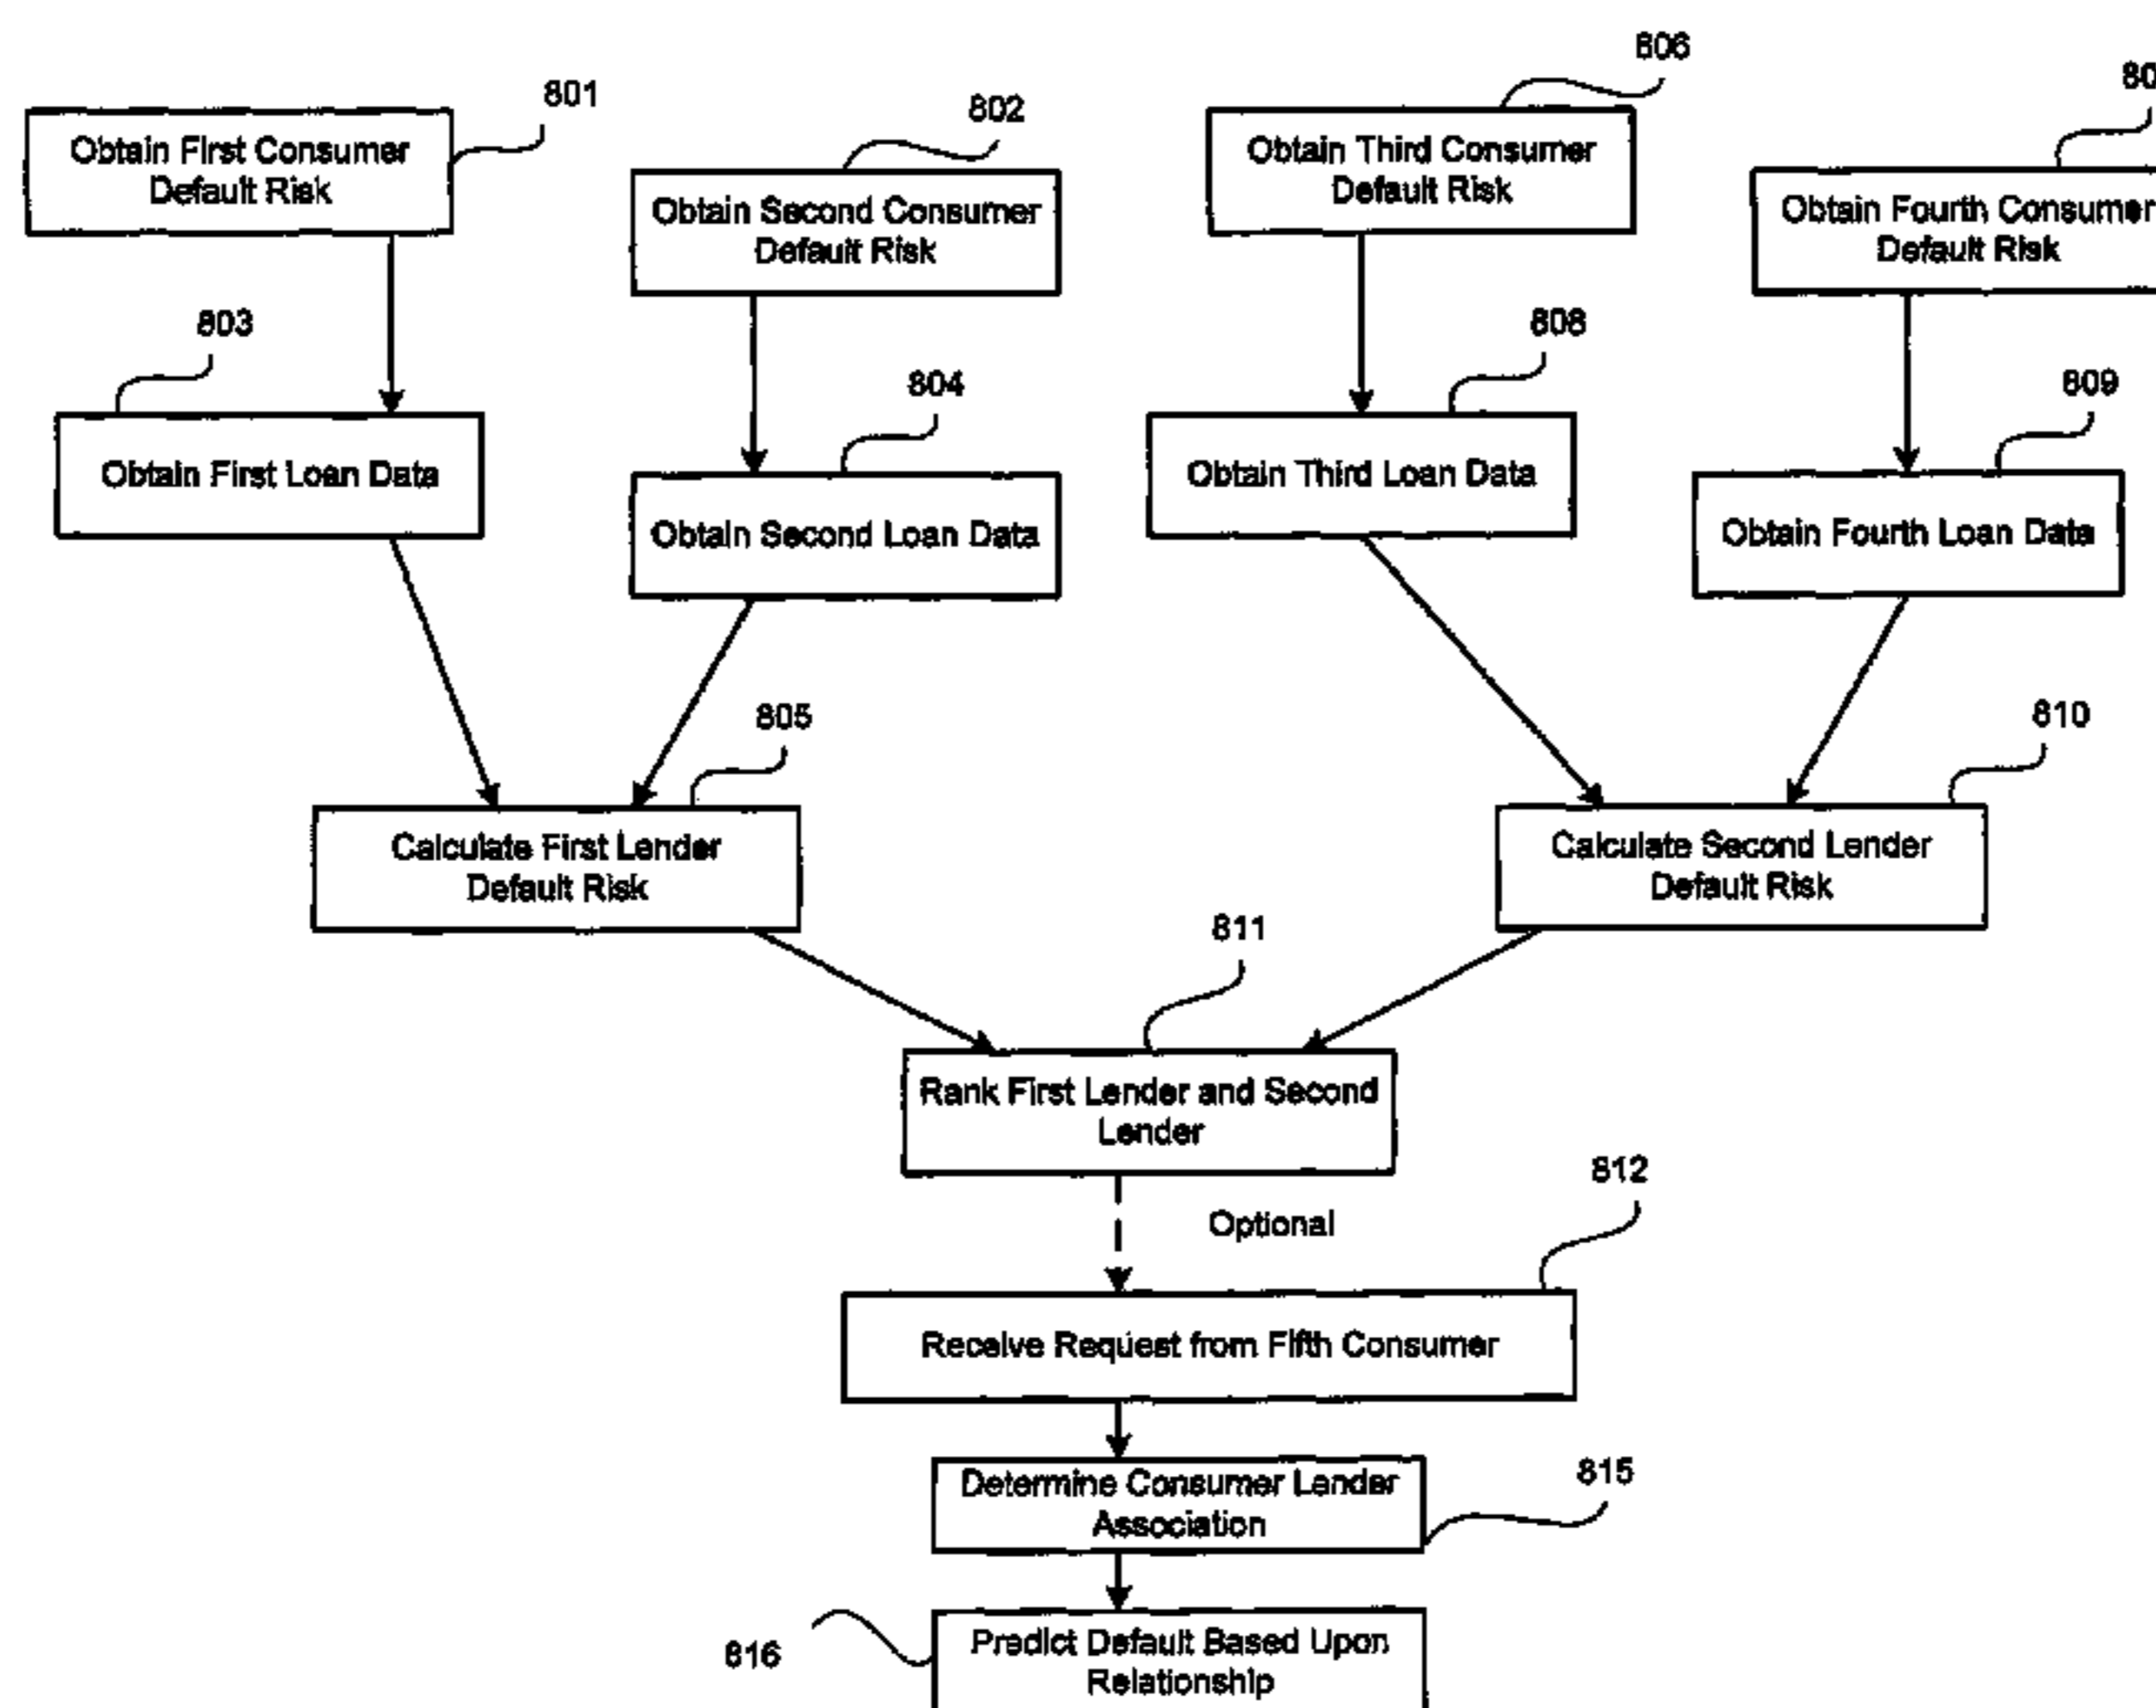 801
Obtain First Consumer
Default Risk
802
Obtain Second Consumer
Default Risk
806
Obtain Third Consumer
Default Risk
Obtain Fourth Consumer
Default Risk
803
Obtain First Loan Data
804
Obtain Second Loan Data
808
Obtain Third Loan Data
809
Obtain Fourth Loan Data
805
Calculate First Lender
Default Risk
810
Calculate Second Lender
Default Risk
811
Rank First Lender and Second
Lender
Optional
812
Receive Request from Fifth Consumer
815
Determine Consumer Lender
Association
816
Predict Default Based Upon
Relationship